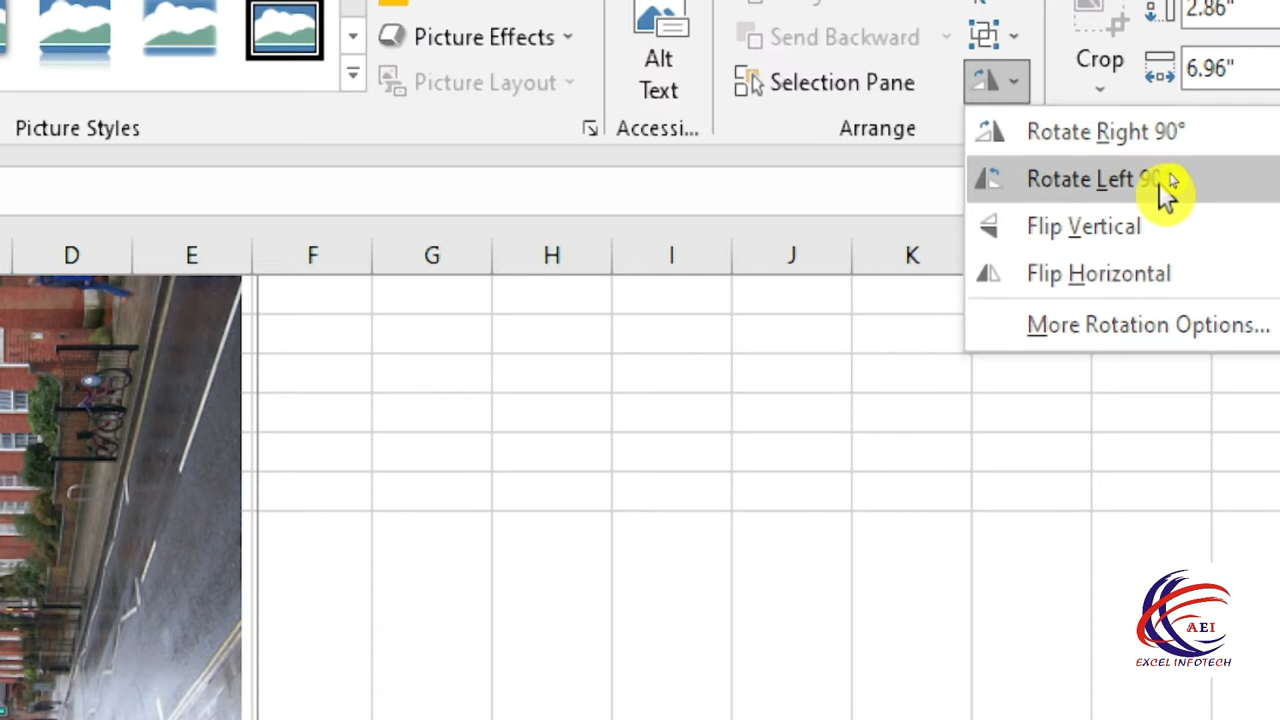 Picture Effects
Send Backward
2.86"
Alt
Text
Crop
6.96"
Picture Layout
Selection Pane
Picture Styles
Accessi...
Arrange
Rotate Right 90°
Rotate Left
Flip Vertical
Flip Horizontal
More Rotation Options...
D E F G H I J K
AEI
EXCEL INFOTECH